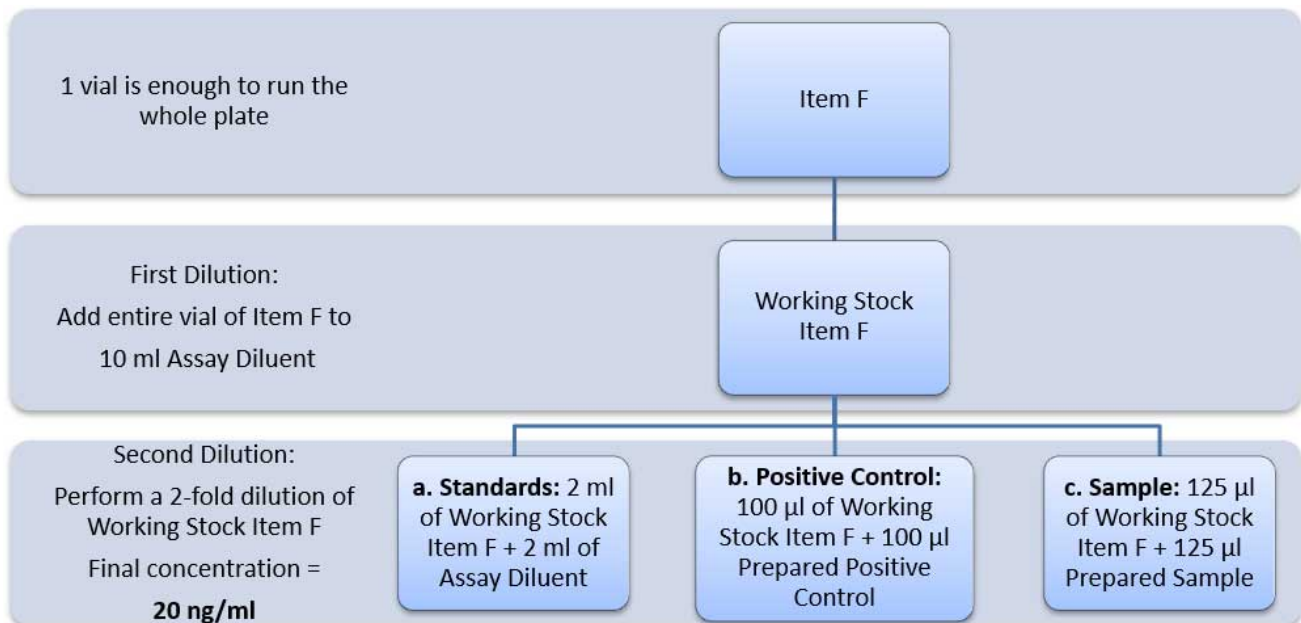 1 vial is enough to run the
whole plate
Item F
First Dilution:
Add entire vial of Item F to
10 ml Assay Diluent
Working Stock
Item F
Second Dilution:
Perform a 2-fold dilution of
Working Stock Item F
Final concentration =
20 ng/ml
a. Standards: 2 ml
of Working Stock
Item F + 2 ml of
Assay Diluent
b. Positive Control:
100 µl of Working
Stock Item F + 100 µl
Prepared Positive
Control
c. Sample: 125 µl
of Working Stock
Item F + 125 µl
Prepared Sample